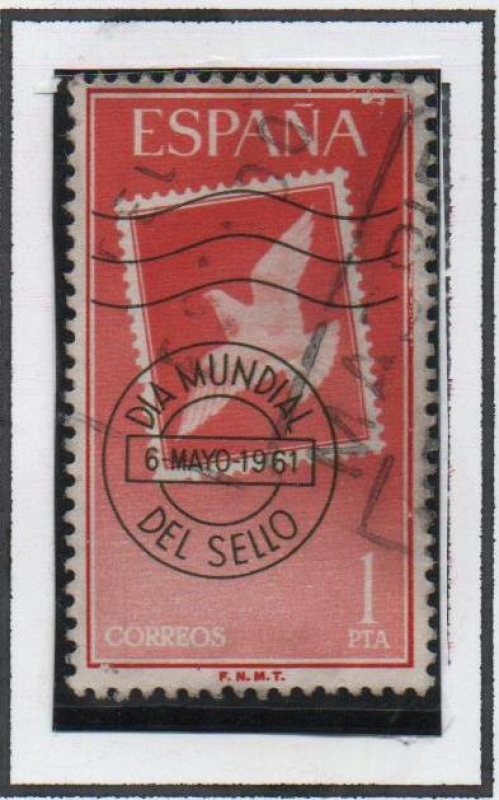 ESPAÑA
DIA MUNDIAL
6-MAYO-1961
DEL SELLO
1
CORREOS
PTA
F. N. M. T.